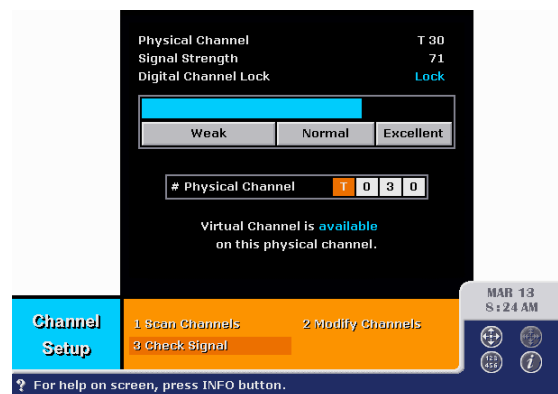 Physical Channel T 30
Signal Strength 71
Digital Channel Lock Lock
Weak Normal Excellent
# Physical Channel T 0 3 0
Virtual Channel is available
on this physical channel.
MAR 13
8:24 AM
Channel
Setup
1 Scan Channels 2 Modify Channels
3 Check Signal
123
456
i
? For help on screen, press INFO button.